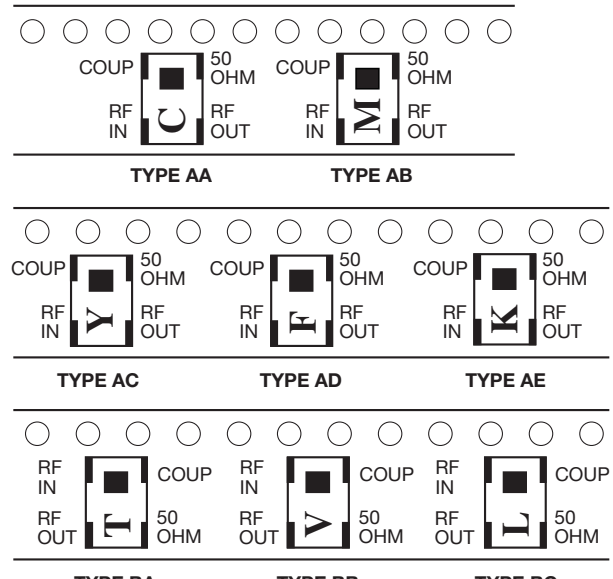 COUP 50 OHM COUP 50 OHM
RF IN C RF OUT RF IN M RF OUT
TYPE AA TYPE AB
COUP 50 OHM COUP 50 OHM COUP 50 OHM
RF IN Y RF OUT RF IN F RF OUT RF IN K RF OUT
TYPE AC TYPE AD TYPE AE
RF IN COUP RF IN COUP RF IN COUP
RF OUT T 50 OHM RF OUT V 50 OHM RF OUT L 50 OHM